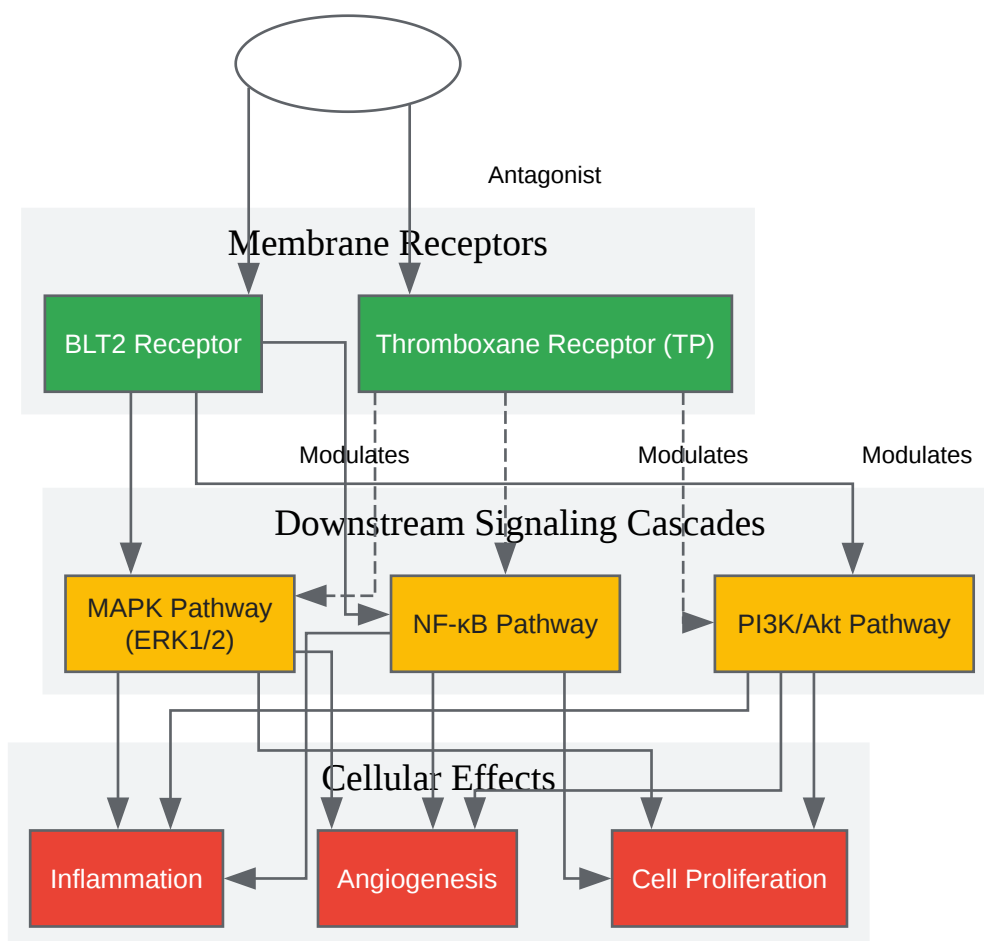 Antagonist
Membrane Receptors
BLT2 Receptor
Thromboxane Receptor (TP)
Modulates
Modulates
Modulates
Downstream Signaling Cascades
MAPK Pathway
(ERK1/2)
NF-κB Pathway
PI3K/Akt Pathway
Cellular Effects
Inflammation
Angiogenesis
Cell Proliferation